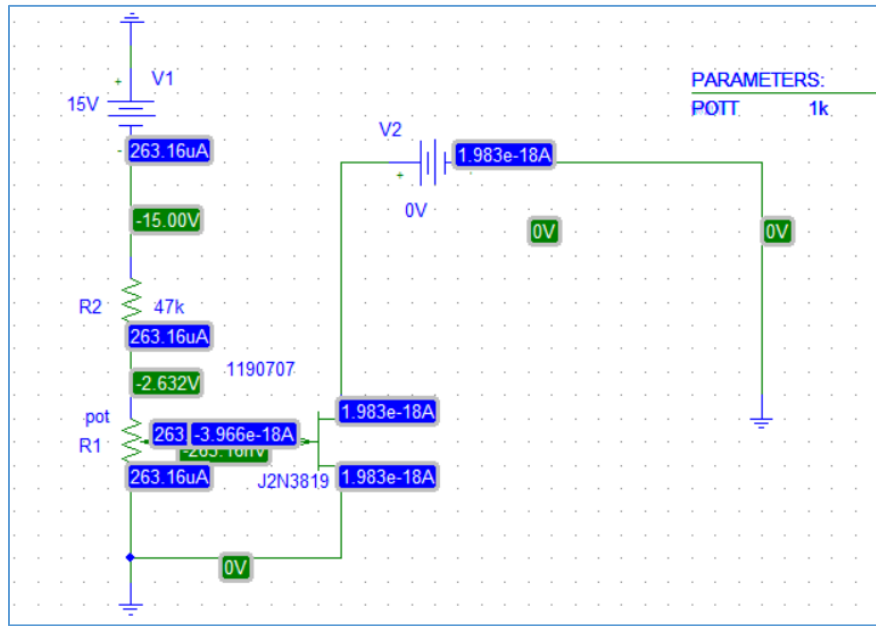 V1
+
15V
-
263.16uA
-15.00V
R2
47k
263.16uA
1190707
-2.632V
pot
R1
263.
-3.966e-18A
263.16uA
J2N3819
1.983e-18A
1.983e-18A
0V
V2
+
0V
1.983e-18A
0V
0V
PARAMETERS:
POTT 1k